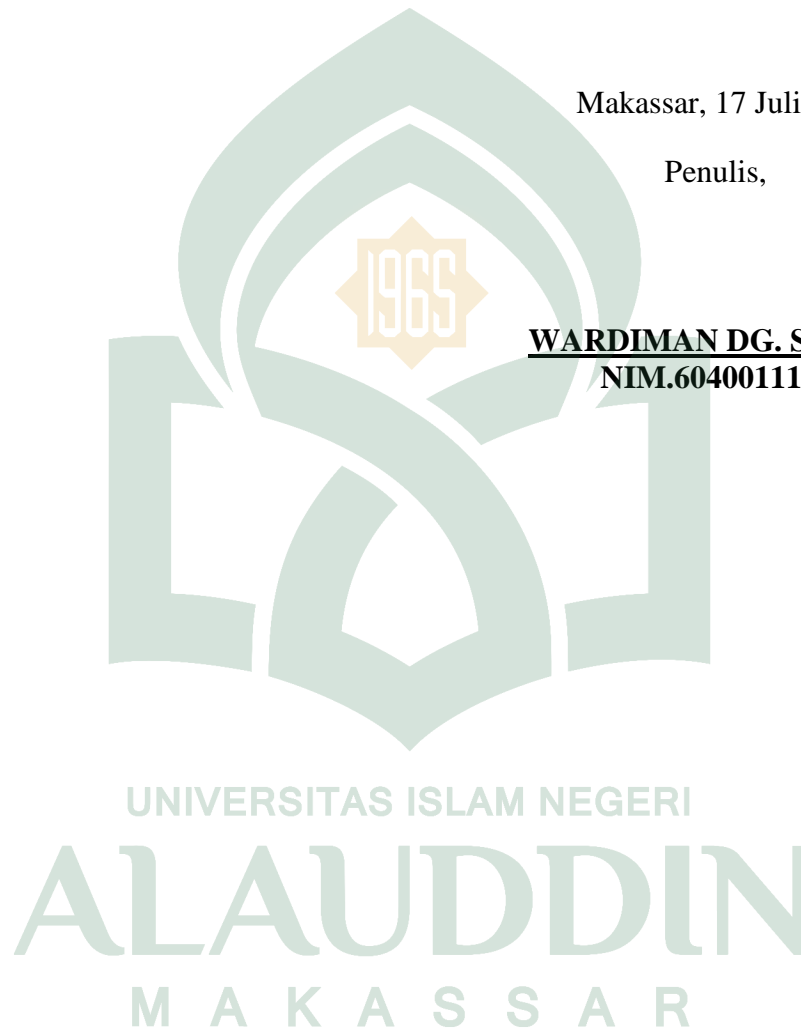 Makassar, 17 Juli
Penulis,
1965
WARDIMAN DG. S
NIM.60400111
UNIVERSITAS ISLAM NEGERI
ALAUDDIN
M A K A S S A R